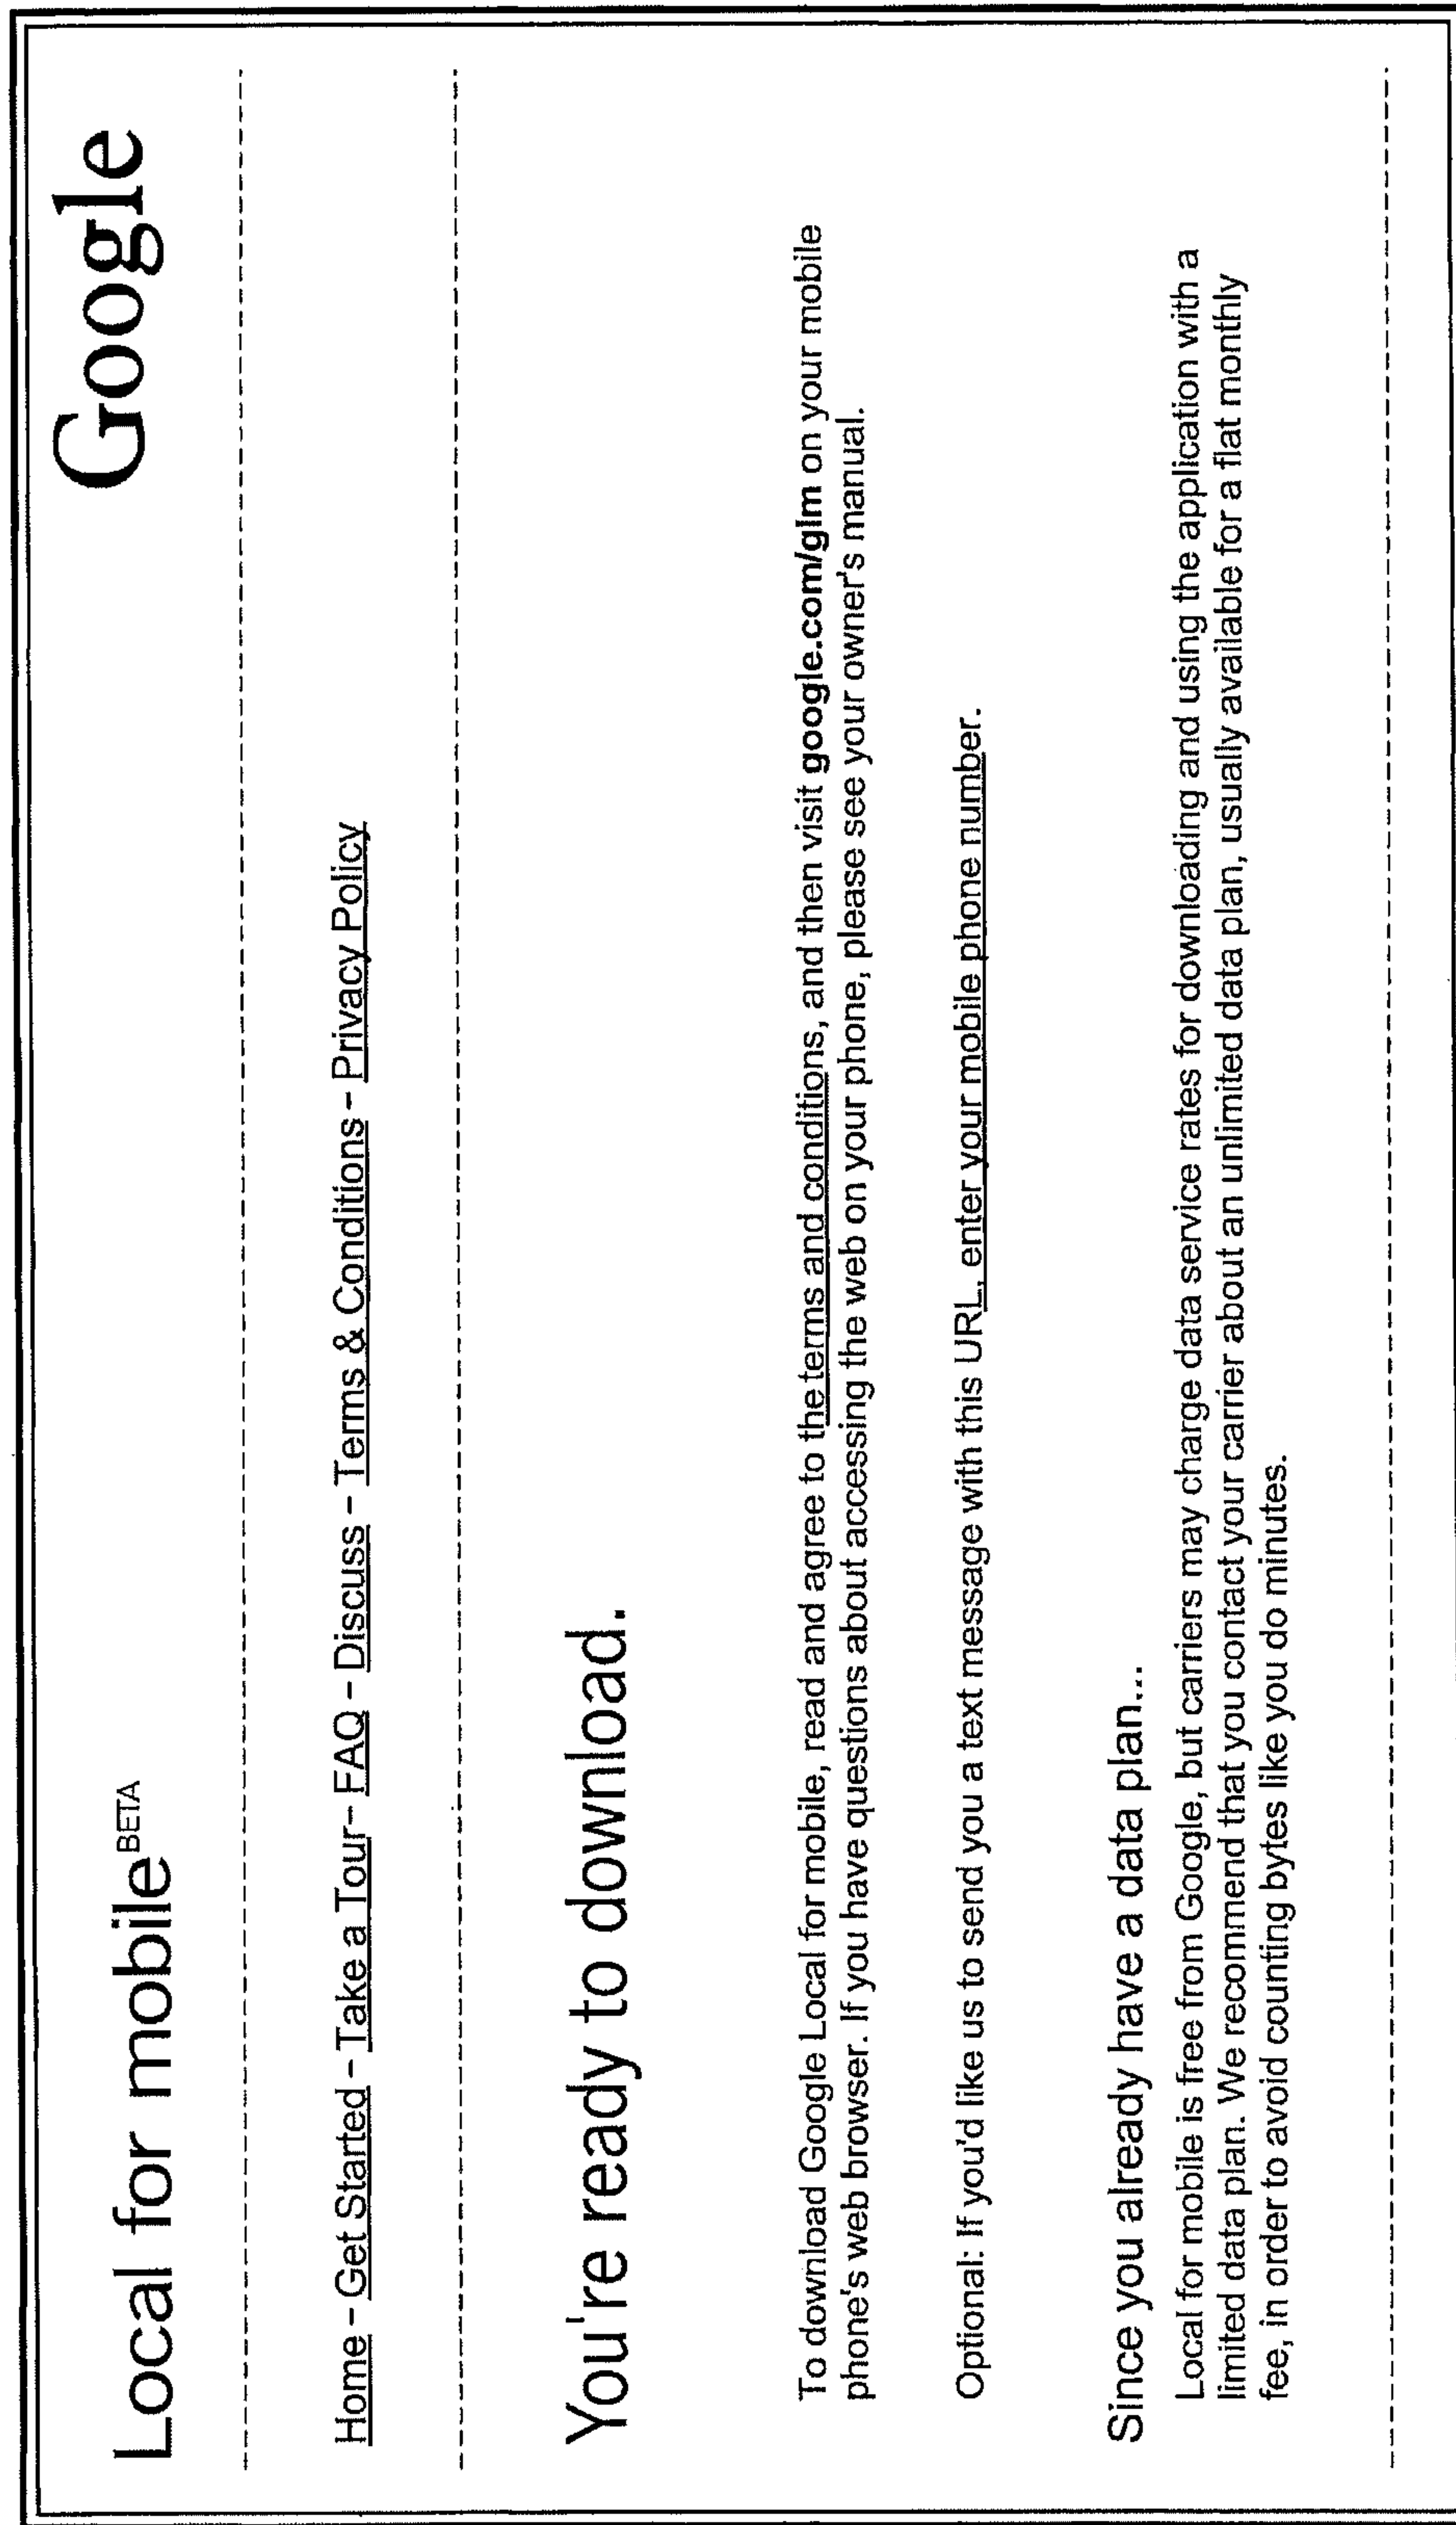 Local for mobile BETA
Google
Home – Get Started – Take a Tour– FAQ – Discuss – Terms & Conditions – Privacy Policy
You're ready to download.
To download Google Local for mobile, read and agree to the terms and conditions, and then visit google.com/glm on your mobile
phone's web browser. If you have questions about accessing the web on your phone, please see your owner's manual.
Optional: If you'd like us to send you a text message with this URL, enter your mobile phone number.
Since you already have a data plan...
Local for mobile is free from Google, but carriers may charge data service rates for downloading and using the application with a
limited data plan. We recommend that you contact your carrier about an unlimited data plan, usually available for a flat monthly
fee, in order to avoid counting bytes like you do minutes.